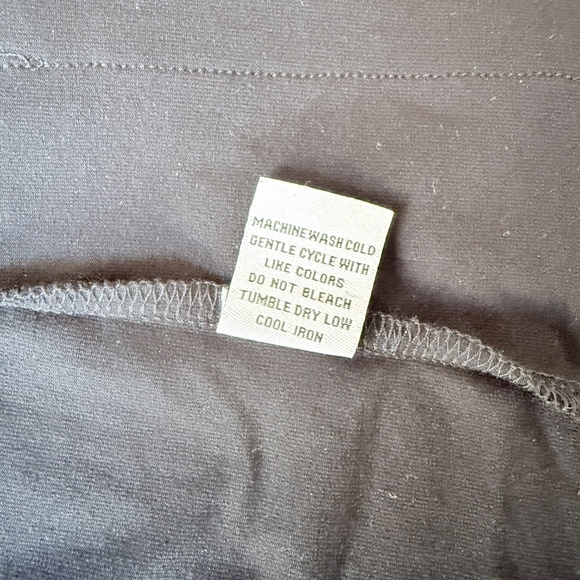 MACHINE WASH COLD
GENTLE CYCLE WITH
LIKE COLORS
DO NOT BLEACH
TUMBLE DRY LOW
COOL IRON